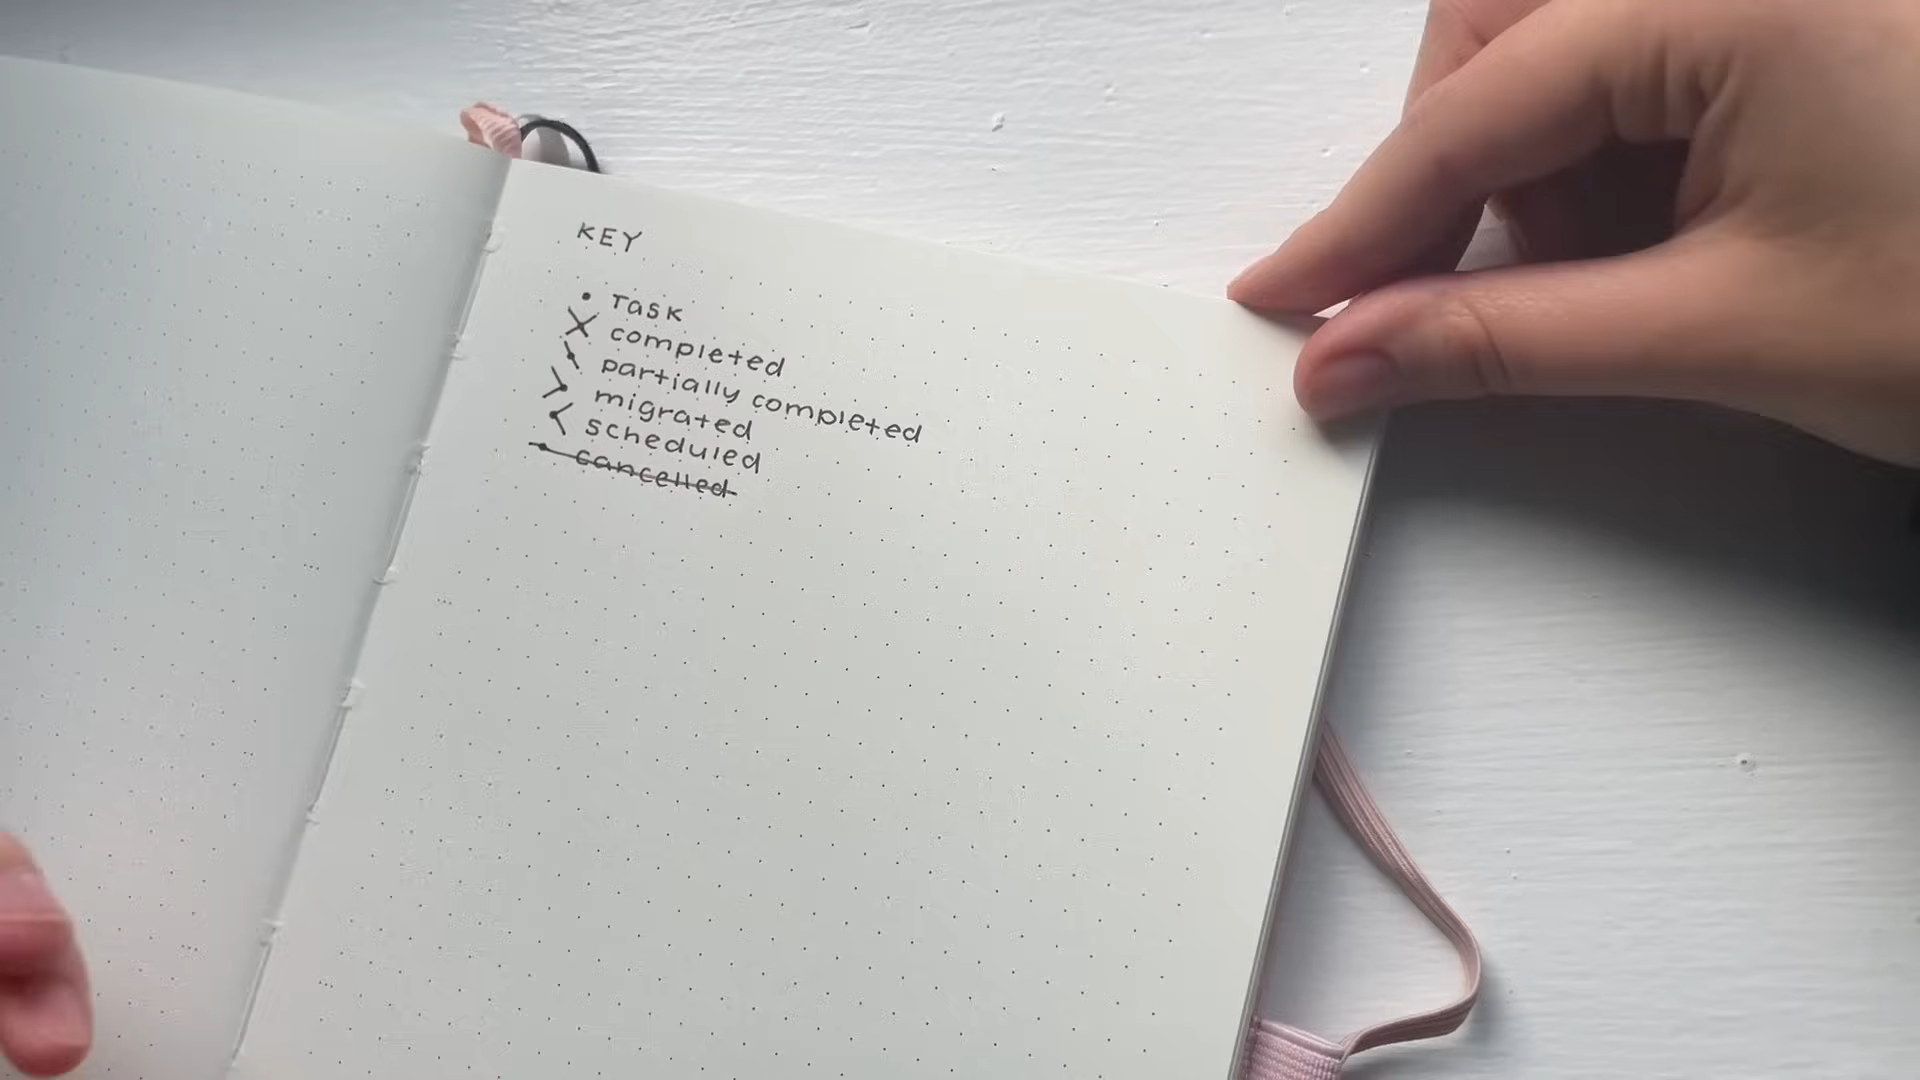 KEY
• Task
× completed
\ partially completed
> migrated
< scheduled
— cancelled